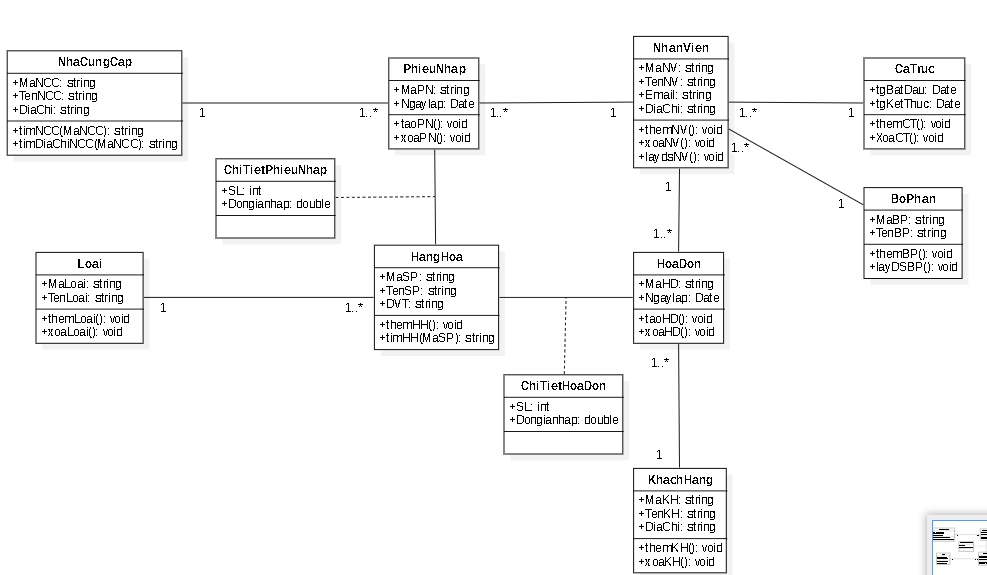 NhaCungCap
+MaNCC: string
+TenNCC: string
+DiaChi: string
+timNCC(MaNCC): string
+timDiaChiNCC(MaNCC): string
1
1..*
PhieuNhap
+MaPN: string
+Ngaylap: Date
+taoPN(): void
+xoaPN(): void
1..*
1
NhanVien
+MaNV: string
+TenNV: string
+Email: string
+DiaChi: string
+themNV(): void
+xoaNV(): void
+laydsNV(): void
1..*
1
CaTruc
+tgBatDau: Date
+tgKetThuc: Date
+themCT(): void
+XoaCT(): void
1..*
1
BoPhan
+MaBP: string
+TenBP: string
+themBP(): void
+layDSBP(): void
ChiTietPhieuNhap
+SL: int
+Dongianhap: double
1
1..*
Loai
+MaLoai: string
+TenLoai: string
+themLoai(): void
+xoaLoai(): void
1
1..*
HangHoa
+MaSP: string
+TenSP: string
+DVT: string
+themHH(): void
+timHH(MaSP): string
HoaDon
+MaHD: string
+Ngaylap: Date
+taoHD(): void
+xoaHD(): void
ChiTietHoaDon
+SL: int
+Dongianhap: double
1..*
1
KhachHang
+MaKH: string
+TenKH: string
+DiaChi: string
+themKH(): void
+xoaKH(): void